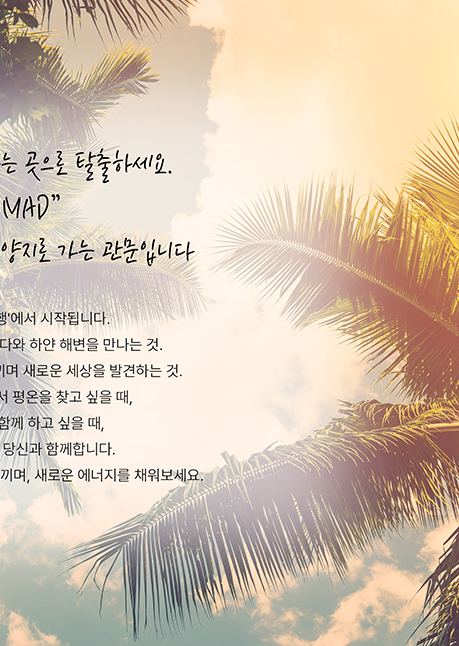 는 곳으로 탈출하세요.
MAD”
양지로 가는 관문입니다
행'에서 시작됩니다.
다와 하얀 해변을 만나는 것.
끼며 새로운 세상을 발견하는 것.
서 평온을 찾고 싶을 때,
함께 하고 싶을 때,
당신과 함께합니다.
끼며, 새로운 에너지를 채워보세요.